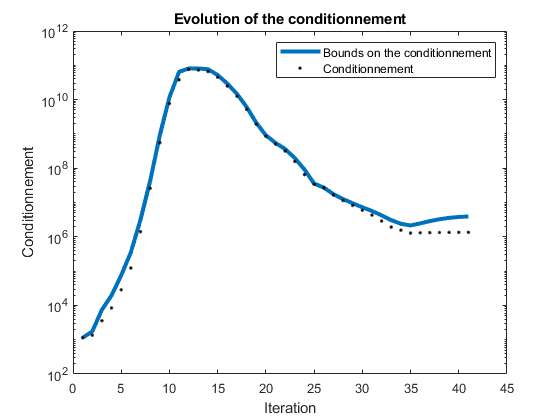 Evolution of the conditionnement
Bounds on the conditionnement
Conditionnement
10^12
10^10
10^8
10^6
10^4
10^2
Conditionnement
0 5 10 15 20 25 30 35 40 45
Iteration